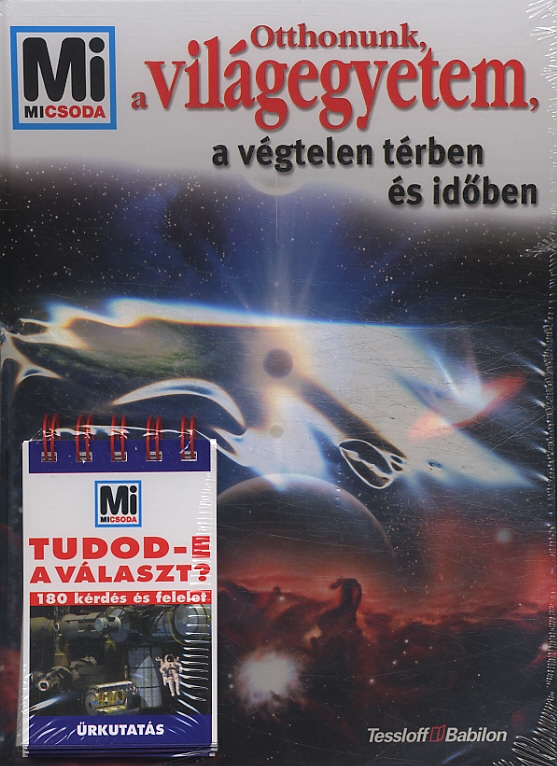 Mi
MICSODA
Otthonunk,
a világegyetem,
a végtelen térben
és időben
Mi
MICSODA
TUDOD-E
A VÁLASZT?
180 kérdés és felelet
ŰRKUTATÁS
Tessloff Babilon